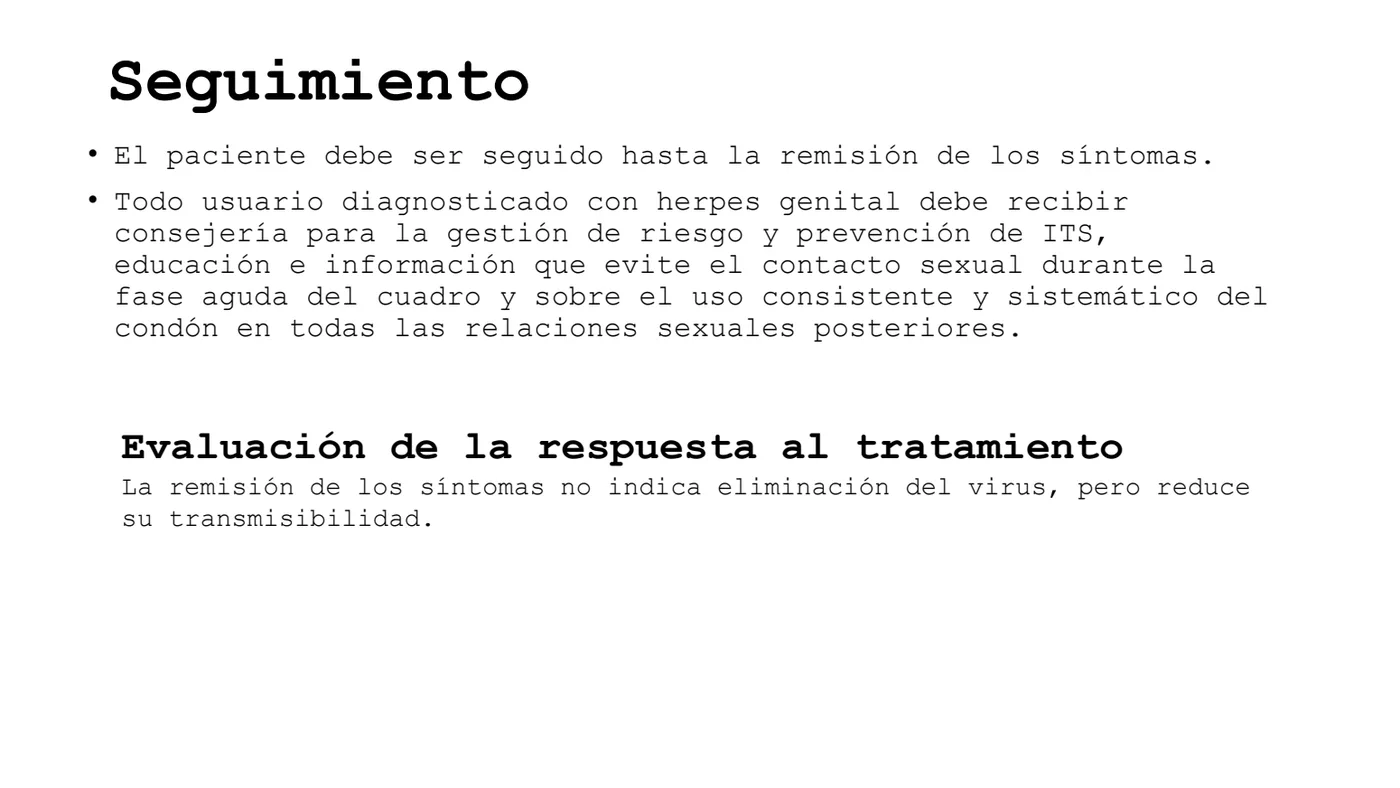 Seguimiento
• El paciente debe ser seguido hasta la remisión de los síntomas.
• Todo usuario diagnosticado con herpes genital debe recibir
consejería para la gestión de riesgo y prevención de ITS,
educación e información que evite el contacto sexual durante la
fase aguda del cuadro y sobre el uso consistente y sistemático del
condón en todas las relaciones sexuales posteriores.
Evaluación de la respuesta al tratamiento
La remisión de los síntomas no indica eliminación del virus, pero reduce
su transmisibilidad.